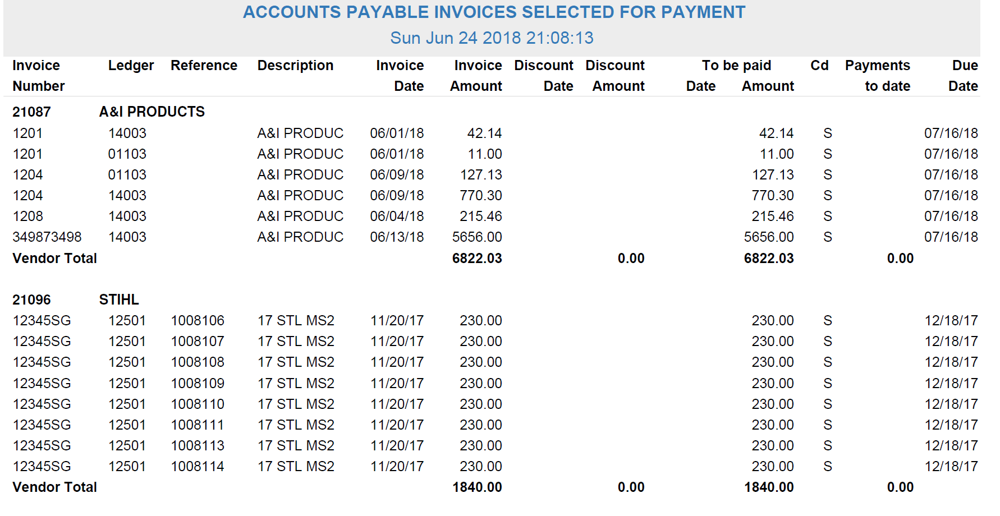 ACCOUNTS PAYABLE INVOICES SELECTED FOR PAYMENT
Sun Jun 24 2018 21:08:13
Invoice Ledger Reference Description Invoice Invoice Discount Discount To be paid Cd Payments Due
Number Date Amount Date Amount Date Amount to date Date
21087 A&I PRODUCTS
1201 14003 A&I PRODUC 06/01/18 42.14 42.14 S 07/16/18
1201 01103 A&I PRODUC 06/01/18 11.00 11.00 S 07/16/18
1204 01103 A&I PRODUC 06/09/18 127.13 127.13 S 07/16/18
1204 14003 A&I PRODUC 06/09/18 770.30 770.30 S 07/16/18
1208 14003 A&I PRODUC 06/04/18 215.46 215.46 S 07/16/18
349873498 14003 A&I PRODUC 06/13/18 5656.00 5656.00 S 07/16/18
Vendor Total 6822.03 0.00 6822.03 0.00
21096 STIHL
12345SG 12501 1008106 17 STL MS2 11/20/17 230.00 230.00 S 12/18/17
12345SG 12501 1008107 17 STL MS2 11/20/17 230.00 230.00 S 12/18/17
12345SG 12501 1008108 17 STL MS2 11/20/17 230.00 230.00 S 12/18/17
12345SG 12501 1008109 17 STL MS2 11/20/17 230.00 230.00 S 12/18/17
12345SG 12501 1008110 17 STL MS2 11/20/17 230.00 230.00 S 12/18/17
12345SG 12501 1008111 17 STL MS2 11/20/17 230.00 230.00 S 12/18/17
12345SG 12501 1008113 17 STL MS2 11/20/17 230.00 230.00 S 12/18/17
12345SG 12501 1008114 17 STL MS2 11/20/17 230.00 230.00 S 12/18/17
Vendor Total 1840.00 0.00 1840.00 0.00